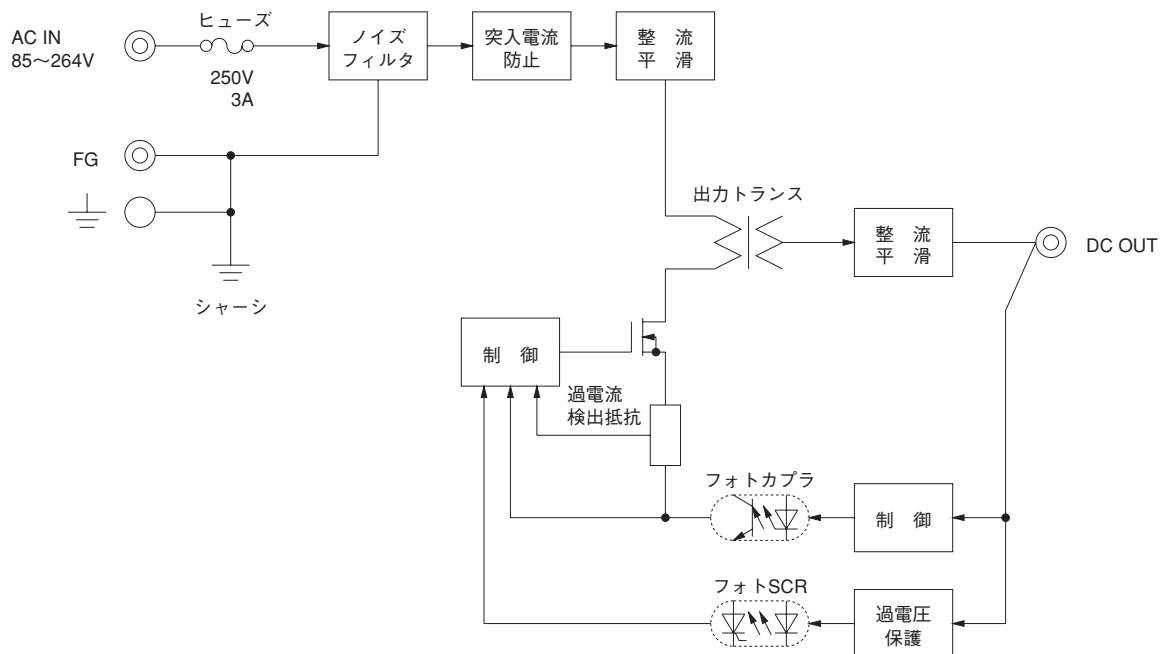 ヒューズ
AC IN
85〜264V
250V
3A
ノイズ
フィルタ
突入電流
防止
整 流
平 滑
FG
シャーシ
出力トランス
整 流
平 滑
DC OUT
制 御
過電流
検出抵抗
フォトカプラ
制 御
フォトSCR
過電圧
保護